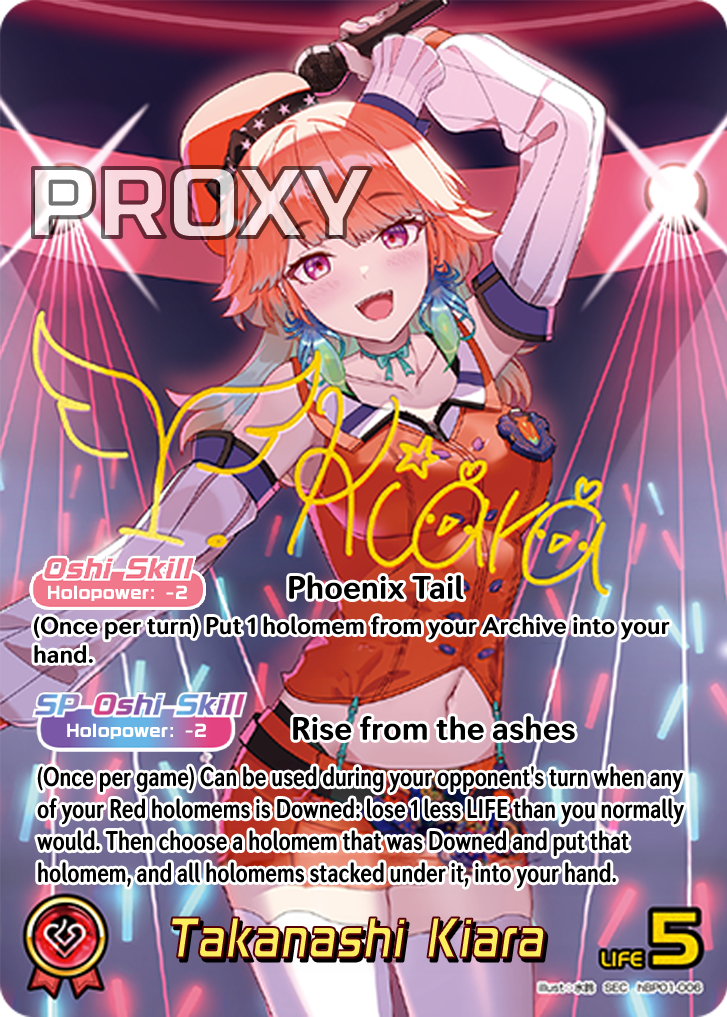 PROXY
Kiara
Oshi Skill
Holopower: -2
Phoenix Tail
(Once per turn) Put 1 holomem from your Archive into your
hand.
SP Oshi Skill
Holopower: -2
Rise from the ashes
(Once per game) Can be used during your opponent's turn when any
of your Red holomems is Downed: lose 1 less LIFE than you normally
would. Then choose a holomem that was Downed and put that
holomem, and all holomems stacked under it, into your hand.
Takanashi Kiara
LIFE 5
illust: SEC hBP01-006